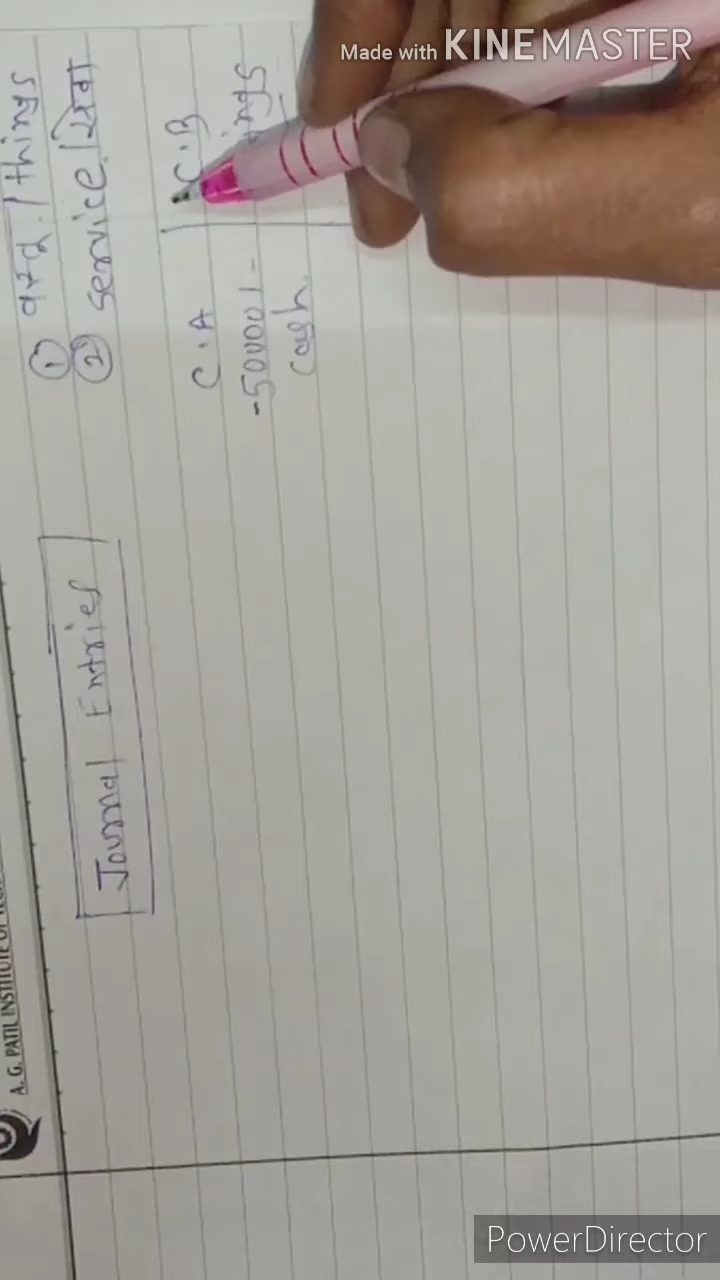 Made with KINEMASTER
A. G. PATIL INSTITUTE OF
Journal Entries
① वस्तु / things
② service / सेवा
C.A | C.B
-50000/-
cash.
PowerDirector